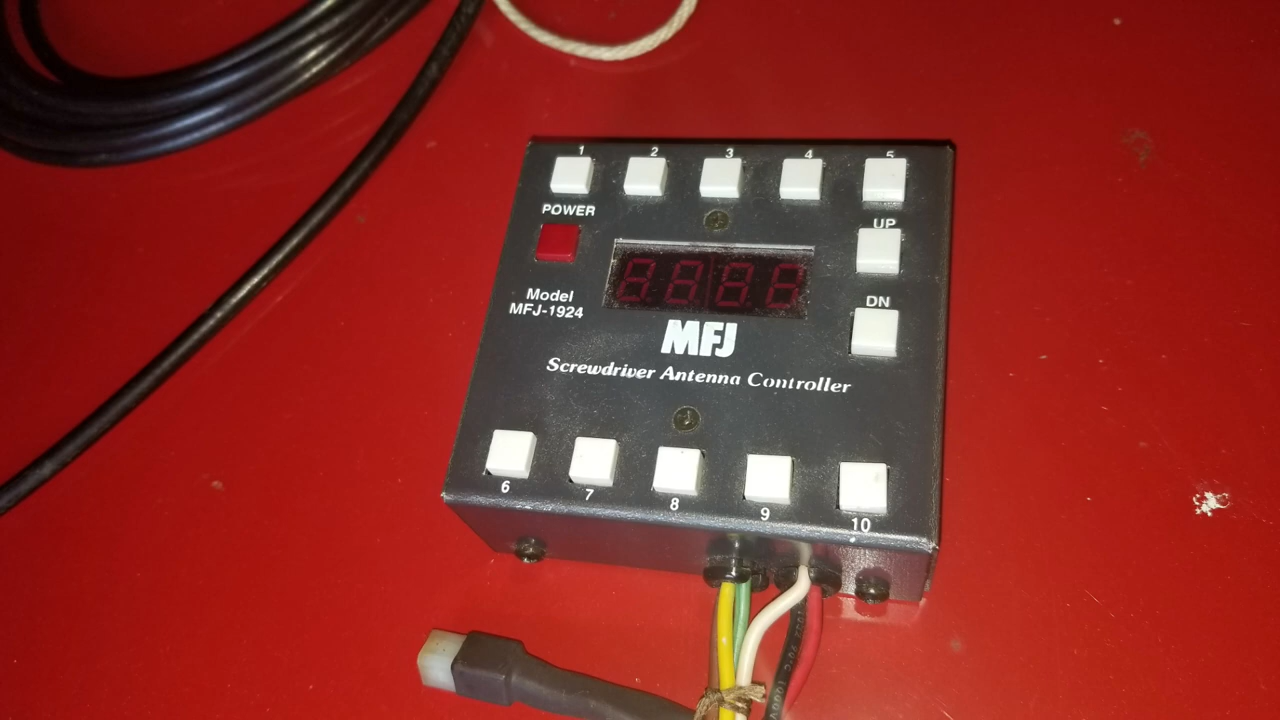 1 2 3 4 5
POWER
UP
Model
MFJ-1924
DN
MFJ
Screwdriver Antenna Controller
6 7 8 9 10